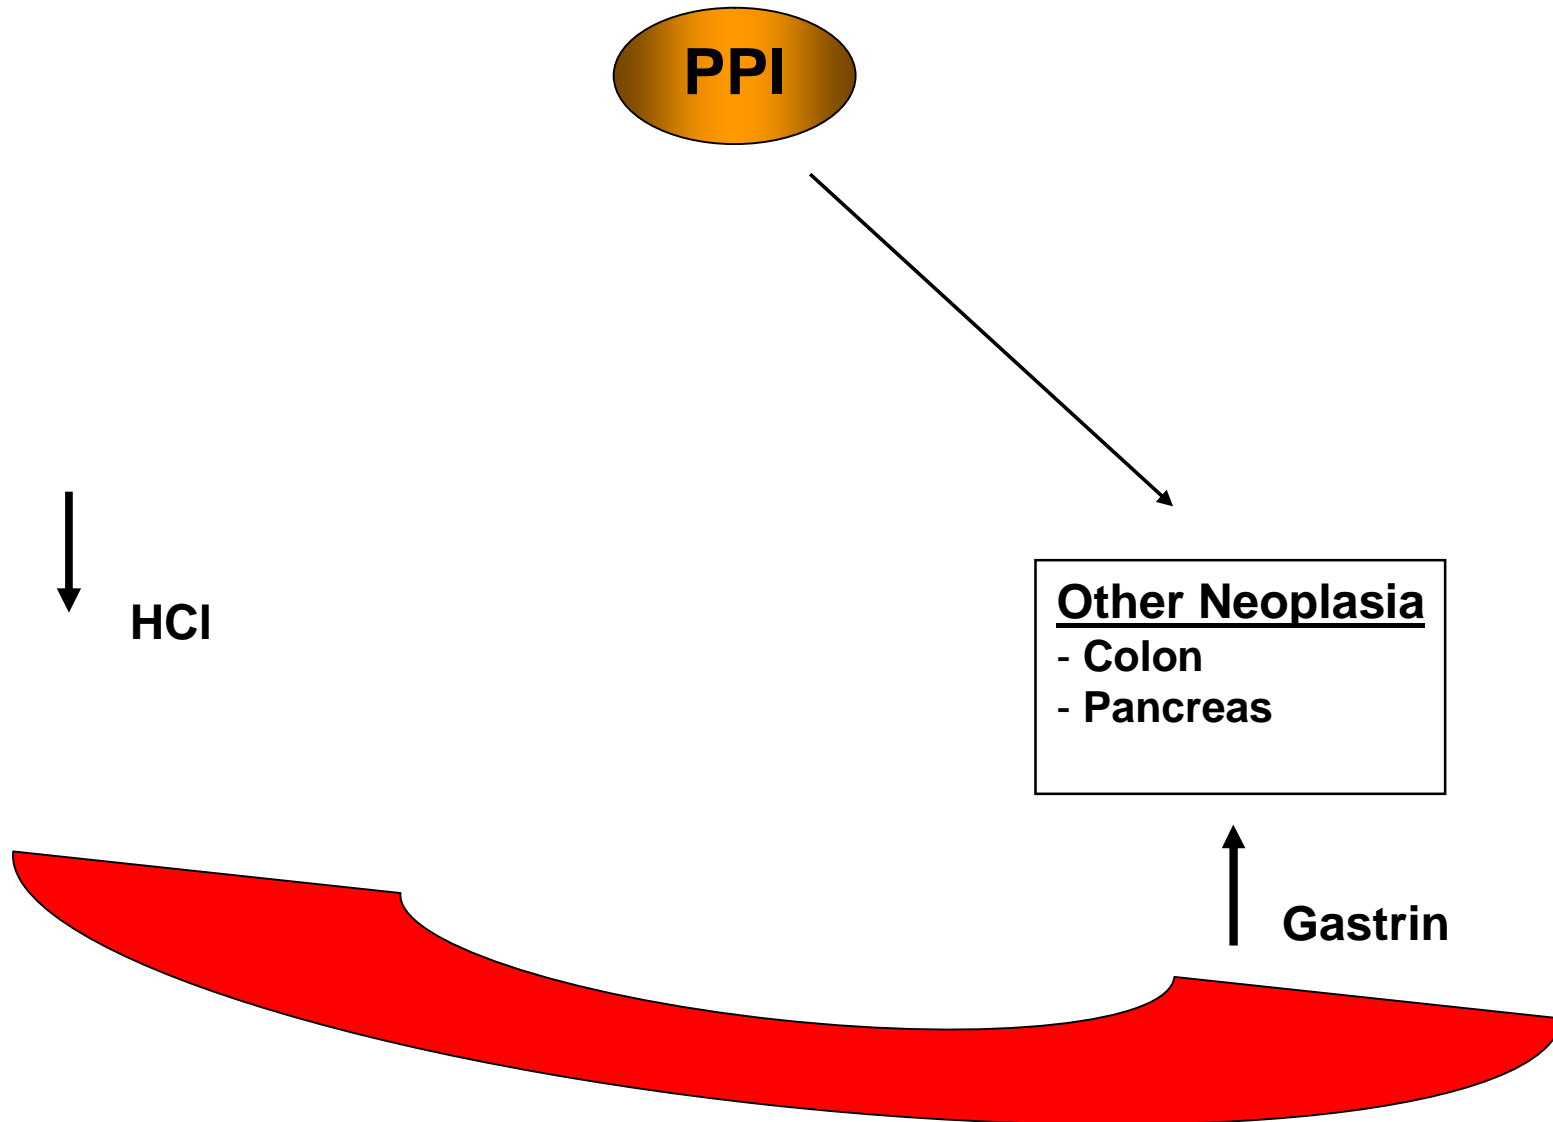 PPI
HCl
Other Neoplasia
- Colon
- Pancreas
Gastrin